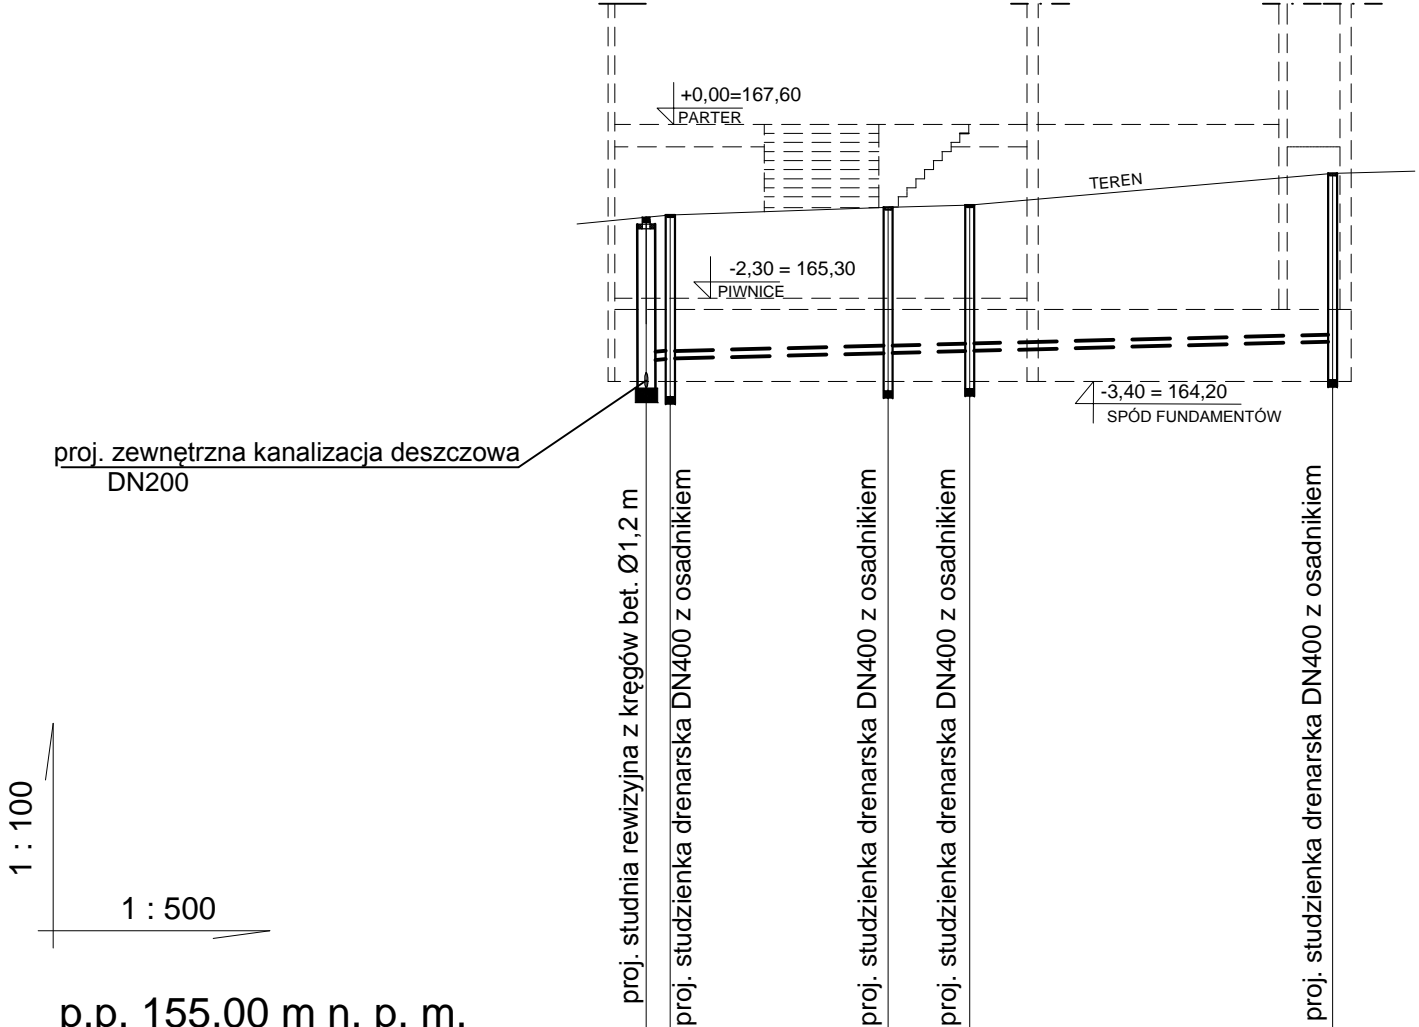 +0,00=167,60
PARTER
TEREN
-2,30 = 165,30
PIWNICE
-3,40 = 164,20
SPÓD FUNDAMENTÓW
proj. zewnętrzna kanalizacja deszczowa
DN200
proj. studnia rewizyjna z kręgów bet. Ø1,2 m
proj. studzienka drenarska DN400 z osadnikiem
proj. studzienka drenarska DN400 z osadnikiem
proj. studzienka drenarska DN400 z osadnikiem
proj. studzienka drenarska DN400 z osadnikiem
1 : 100
1 : 500
p.p. 155,00 m n. p. m.